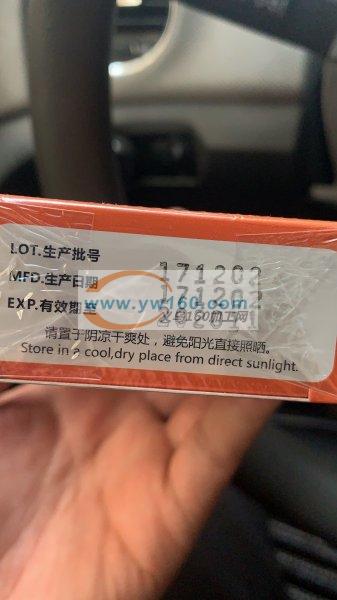 LOT.生产批号 171202
MFD.生产日期 171202
EXP.有效期至
www.yw160.com
请置于阴凉干爽处，避免阳光直接照晒。
Store in a cool,dry place from direct sunlight.